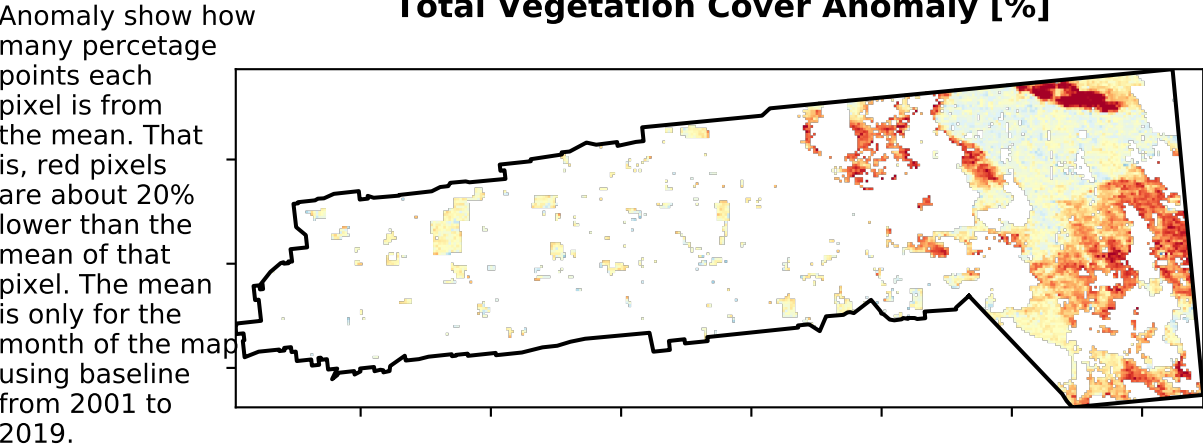 Total Vegetation Cover Anomaly [%]
Anomaly show how
many percetage
points each
pixel is from
the mean. That
is, red pixels
are about 20%
lower than the
mean of that
pixel. The mean
is only for the
month of the map
using baseline
from 2001 to
2019.